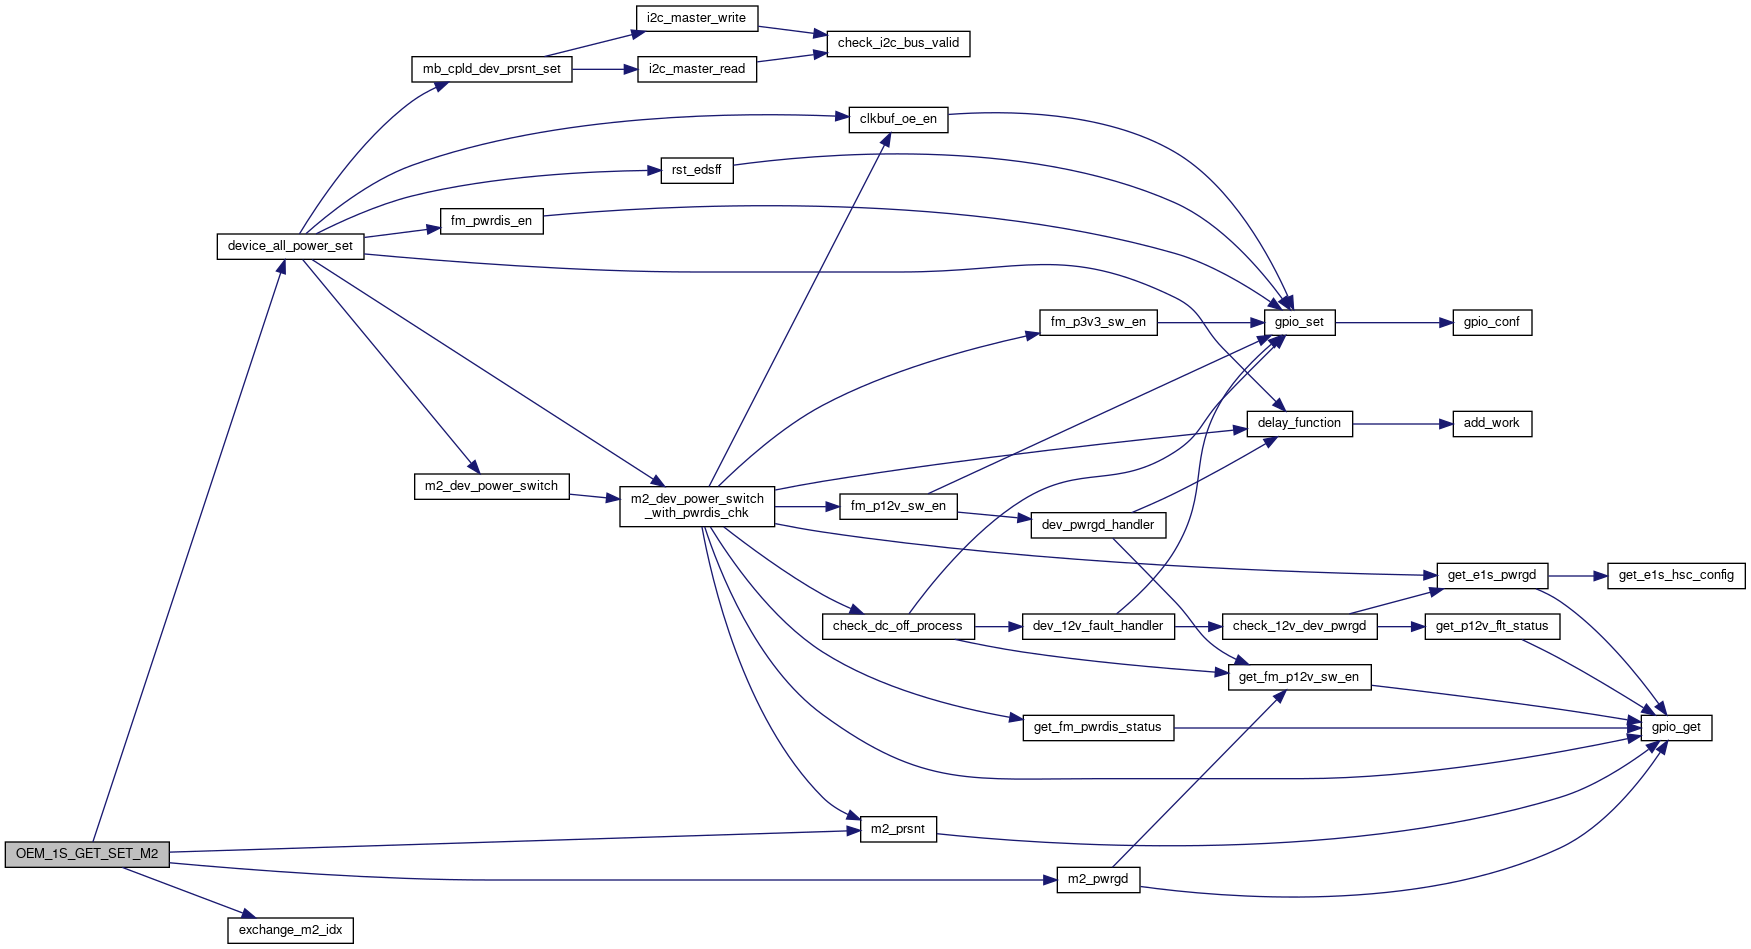 i2c_master_write
check_i2c_bus_valid
mb_cpld_dev_prsnt_set
i2c_master_read
clkbuf_oe_en
rst_edsff
fm_pwrdis_en
device_all_power_set
fm_p3v3_sw_en
gpio_set
gpio_conf
delay_function
add_work
m2_dev_power_switch
m2_dev_power_switch
_with_pwrdis_chk
fm_p12v_sw_en
dev_pwrgd_handler
get_e1s_pwrgd
get_e1s_hsc_config
check_dc_off_process
dev_12v_fault_handler
check_12v_dev_pwrgd
get_p12v_flt_status
get_fm_p12v_sw_en
get_fm_pwrdis_status
gpio_get
m2_prsnt
OEM_1S_GET_SET_M2
m2_pwrgd
exchange_m2_idx